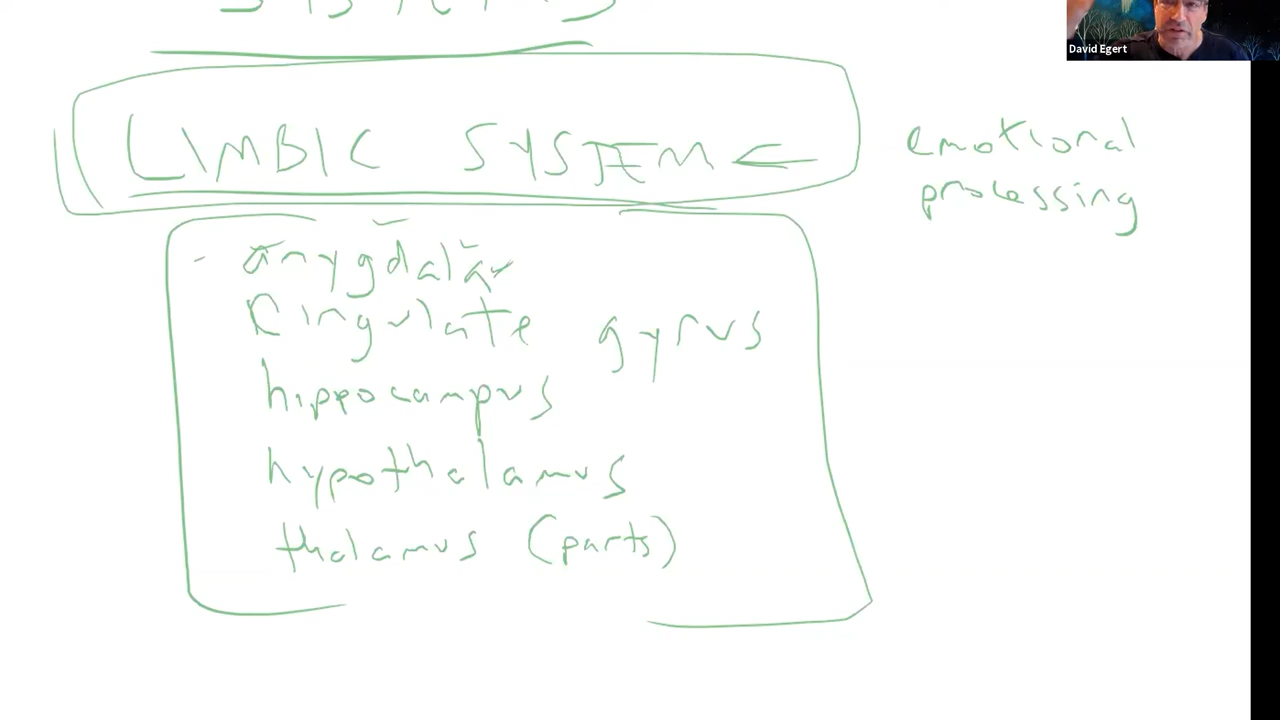 David Egert
LIMBIC SYSTEM ←
emotional
processing
- amygdala
Cingulate gyrus
hippocampus
hypothalamus
thalamus (parts)